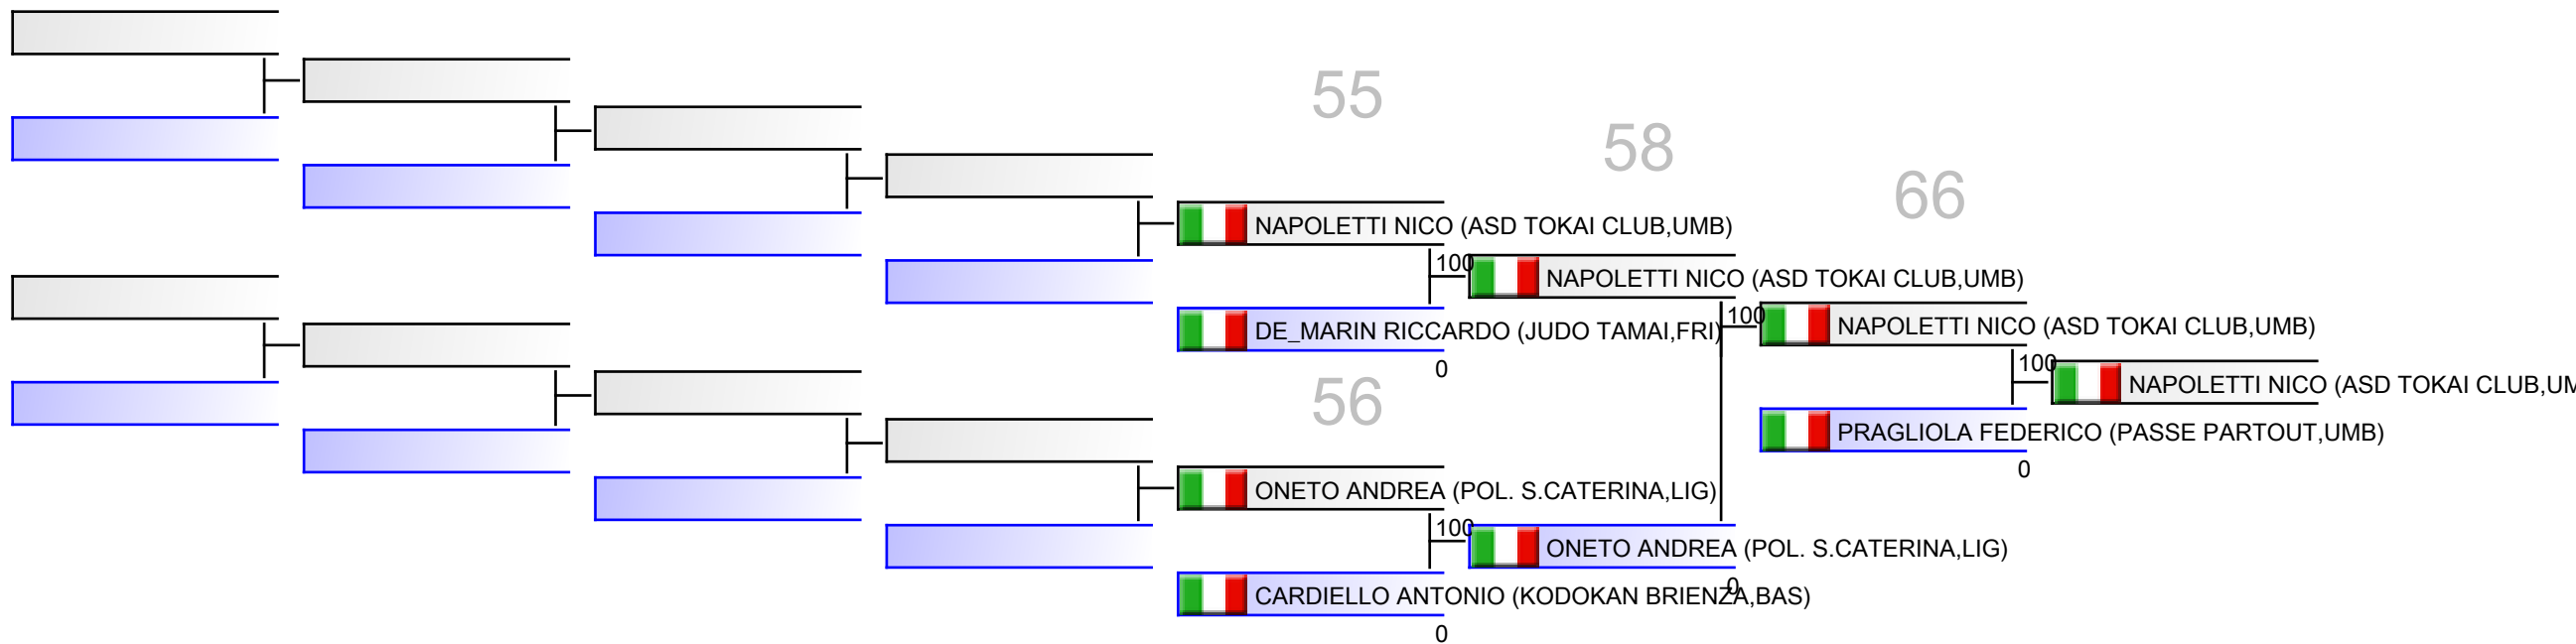 55
58
66
NAPOLETTI NICO (ASD TOKAI CLUB,UMB)
100
NAPOLETTI NICO (ASD TOKAI CLUB,UMB)
DE_MARIN RICCARDO (JUDO TAMAI,FRI)
0
100
NAPOLETTI NICO (ASD TOKAI CLUB,UMB)
100
NAPOLETTI NICO (ASD TOKAI CLUB,UM
PRAGLIOLA FEDERICO (PASSE PARTOUT,UMB)
0
56
ONETO ANDREA (POL. S.CATERINA,LIG)
100
ONETO ANDREA (POL. S.CATERINA,LIG)
0
CARDIELLO ANTONIO (KODOKAN BRIENZA,BAS)
0